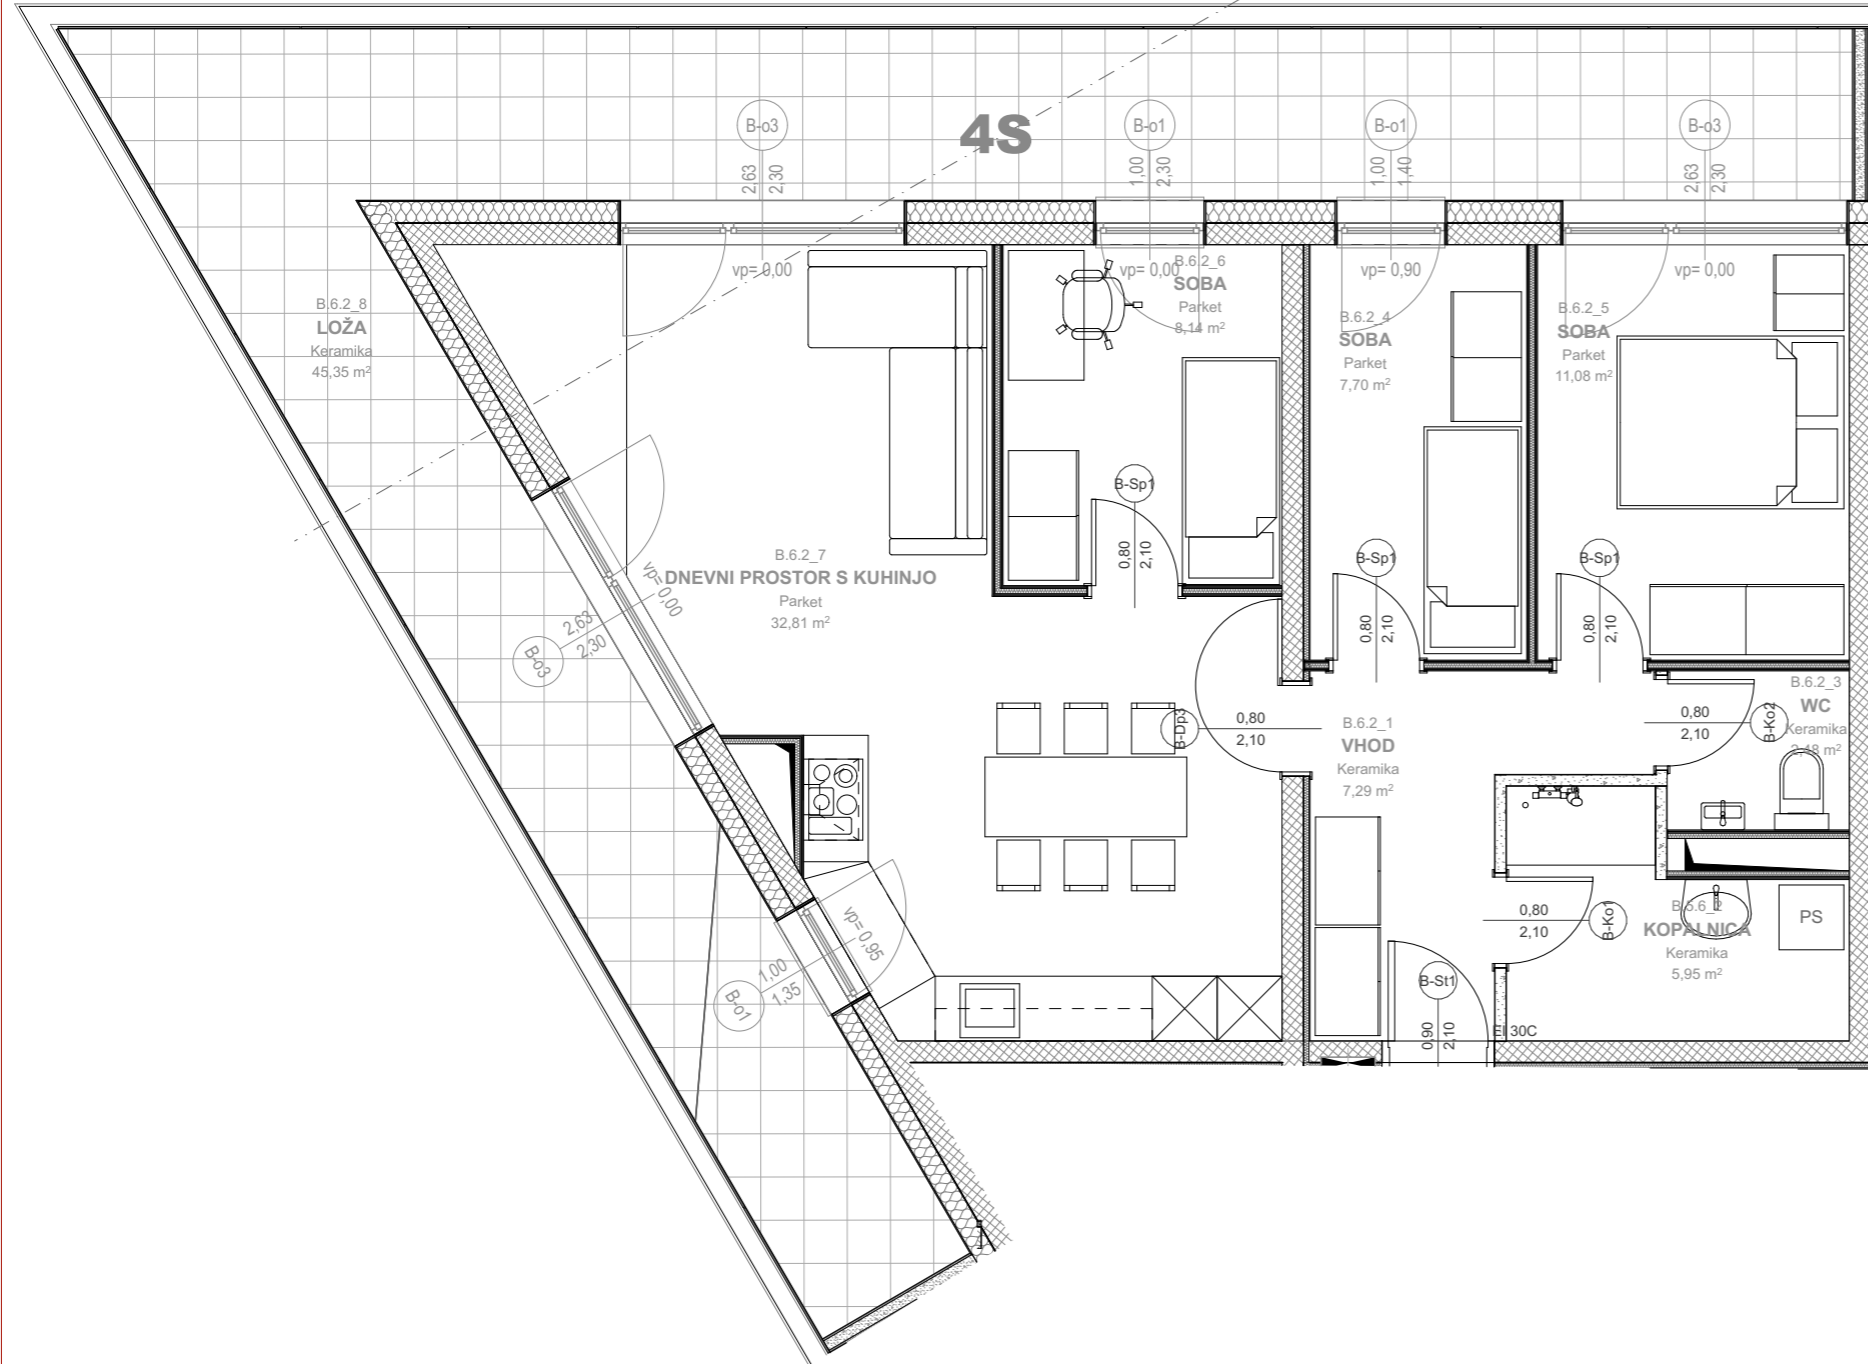 B-o3
2,63
2,30
4S
B-o1
1,00
2,30
B-o1
1,00
1,40
B-o3
2,63
2,30
vp= 0,00
vp= 0,00
vp= 0,90
vp= 0,00
B.6.2_8
LOŽA
Keramika
45,35 m²
B.6.2_6
SOBA
Parket
8,14 m²
B.6.2_4
SOBA
Parket
7,70 m²
B.6.2_5
SOBA
Parket
11,08 m²
B-Sp1
0,80
2,10
B-Sp1
0,80
2,10
B-Sp1
0,80
2,10
B.6.2_7
DNEVNI PROSTOR S KUHINJO
Parket
32,81 m²
vp= 0,00
B-o3
2,63
2,30
B-Dp3
0,80
2,10
B.6.2_1
VHOD
Keramika
7,29 m²
0,80
2,10
B-Ko2
B.6.2_3
WC
Keramika
2,48 m²
vp= 0,95
B-o1
1,00
1,35
0,80
2,10
B-Ko1
KOPALNICA
Keramika
5,95 m²
PS
B-St1
0,90
2,10
EI 30C